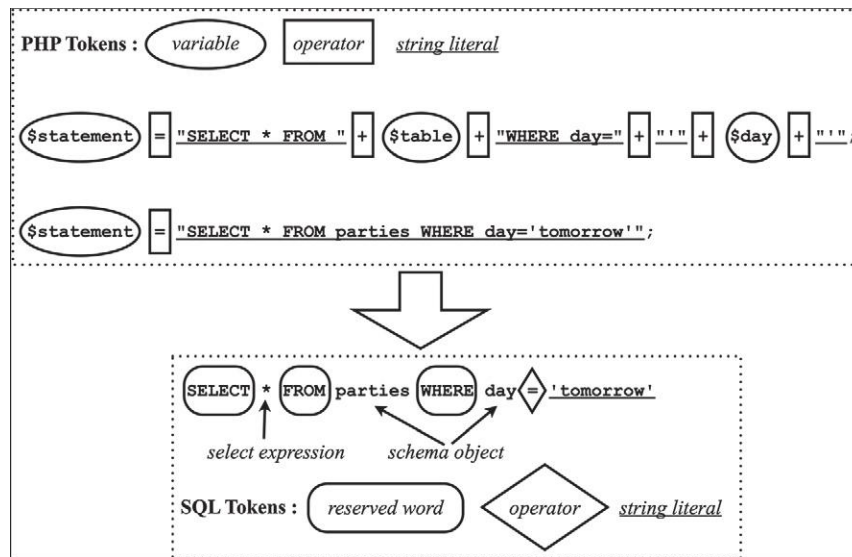 PHP Tokens : variable operator string literal
$statement = "SELECT * FROM " + $table + "WHERE day=" + "'" + $day + "'";
$statement = "SELECT * FROM parties WHERE day='tomorrow'";
SELECT * FROM parties WHERE day = 'tomorrow'
select expression schema object
SQL Tokens : reserved word operator string literal